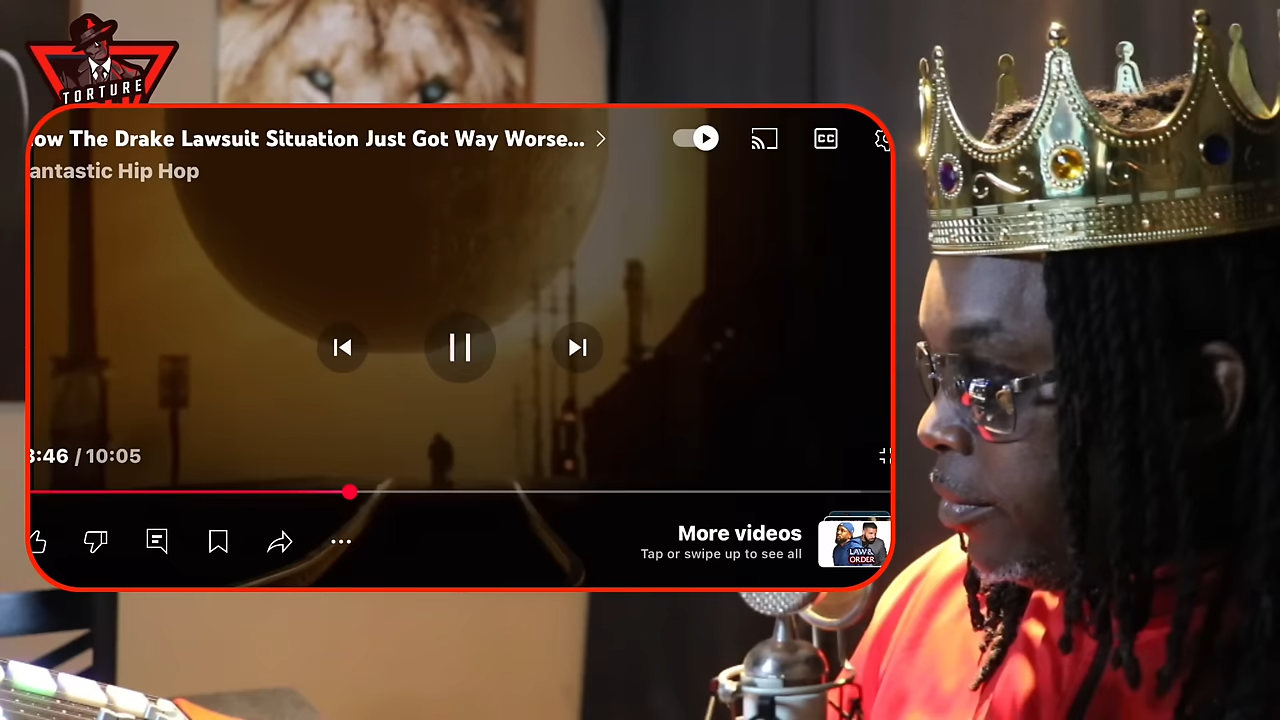 TORTURE
ow The Drake Lawsuit Situation Just Got Way Worse...
antastic Hip Hop
CC
3:46 / 10:05
More videos
Tap or swipe up to see all
LAW&
ORDER